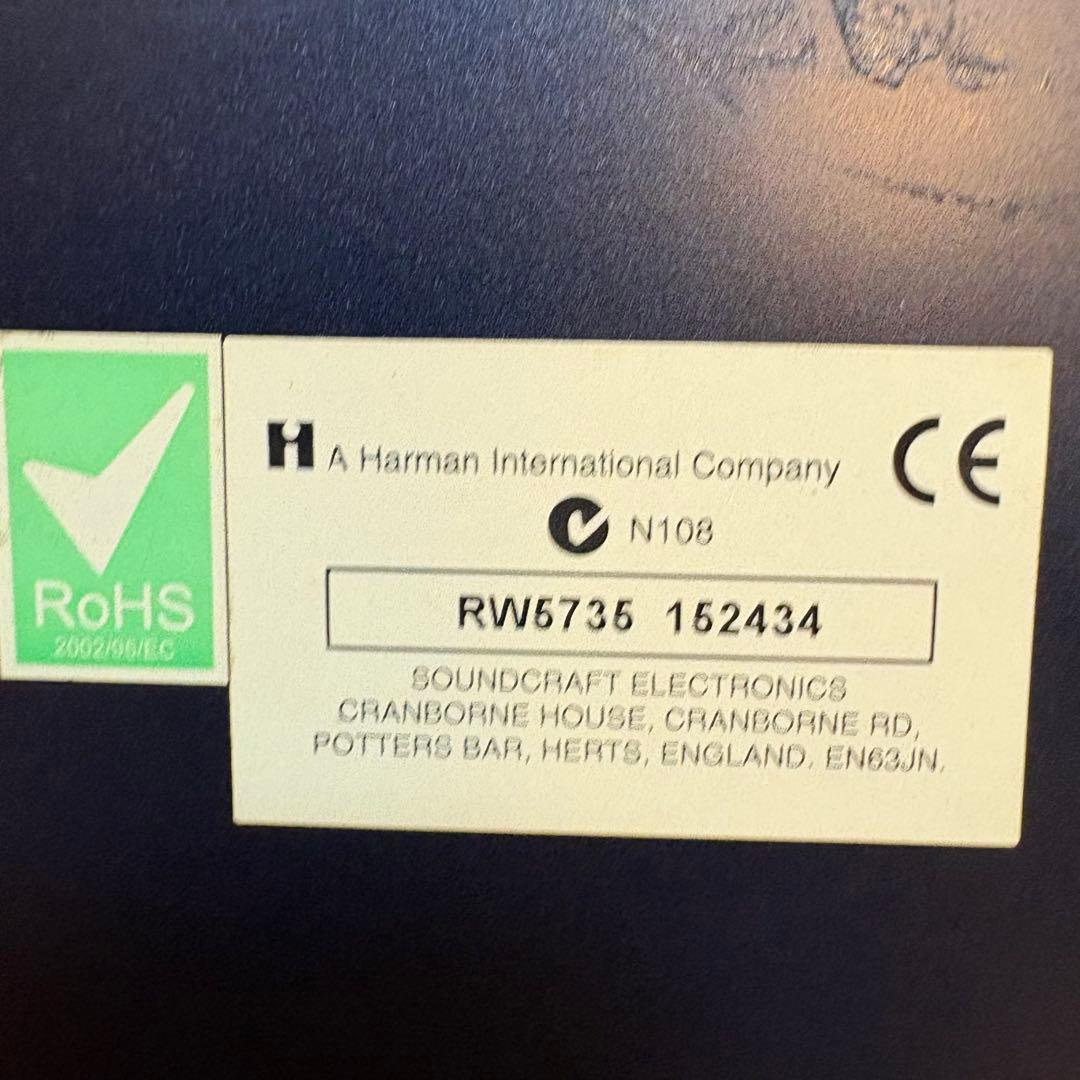 A Harman International Company
CE
N108
RW5735 152434
SOUNDCRAFT ELECTRONICS
CRANBORNE HOUSE, CRANBORNE RD,
POTTERS BAR, HERTS, ENGLAND. EN63JN.
RoHS
2002/95/EC